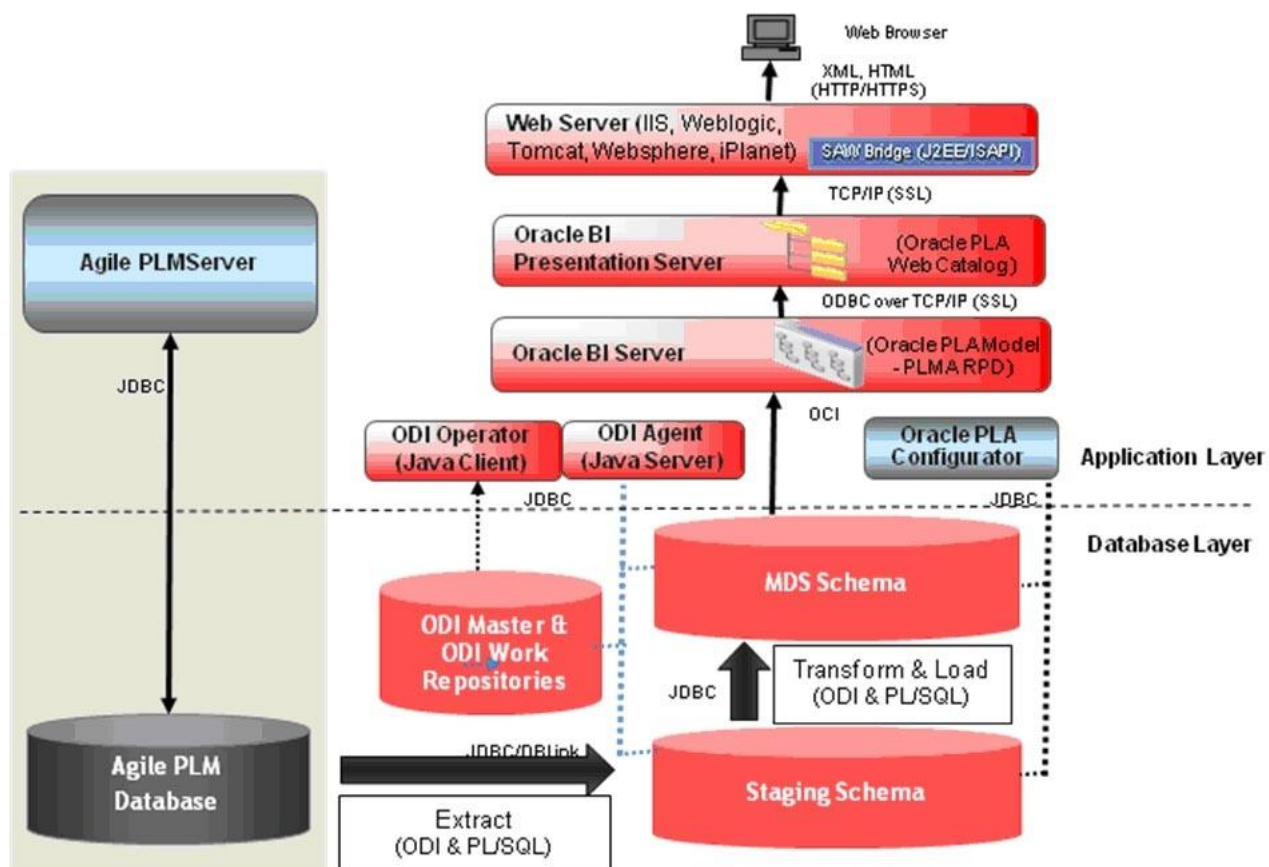 Web Browser
XML, HTML
(HTTP/HTTPS)
Web Server (IIS, Weblogic,
Tomcat, Websphere, iPlanet)
SAW Bridge (J2EE/ISAPI)
TCP/IP (SSL)
Oracle BI
Presentation Server
(Oracle PLA
Web Catalog)
ODBC over TCP/IP (SSL)
Oracle BI Server
(Oracle PLAModel
- PLMA RPD)
OCI
Agile PLMServer
JDBC
ODI Operator
(Java Client)
ODI Agent
(Java Server)
Oracle PLA
Configurator
Application Layer
JDBC
JDBC
Database Layer
MDS Schema
ODI Master &
ODI Work
Repositories
Transform & Load
(ODI & PL/SQL)
JDBC
JDBC/DBLink
Agile PLM
Database
Staging Schema
Extract
(ODI & PL/SQL)